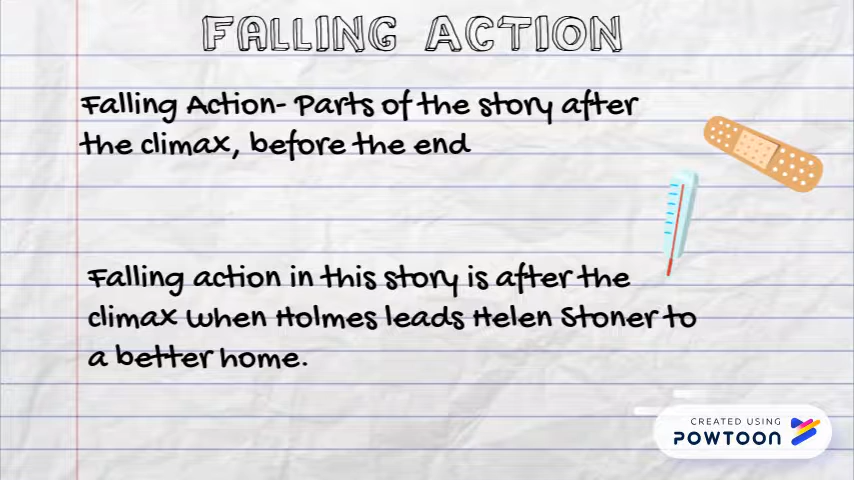 FALLING ACTION
Falling Action- Parts of the story after
the climax, before the end
Falling action in this story is after the
climax when Holmes leads Helen Stoner to
a better home.
CREATED USING
POWTOON